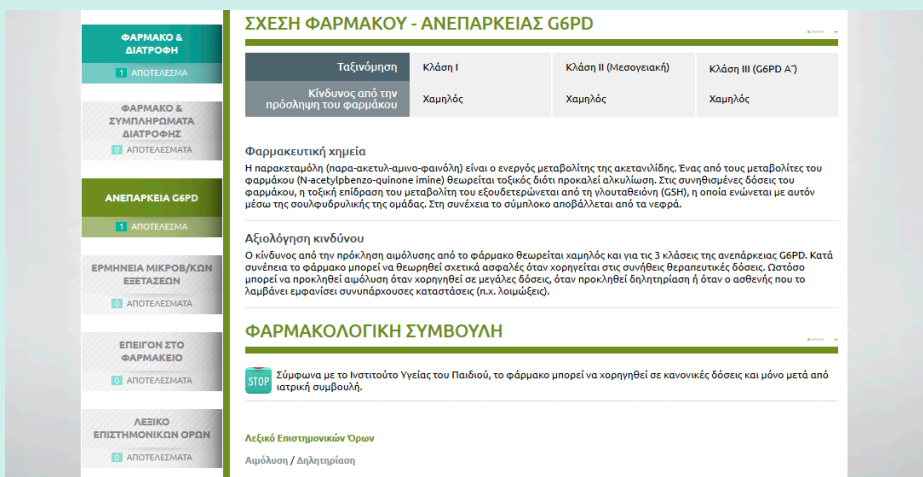 ΦΑΡΜΑΚΟ &
ΔΙΑΤΡΟΦΗ
1 ΑΠΟΤΕΛΕΣΜΑ
ΦΑΡΜΑΚΟ &
ΣΥΜΠΛΗΡΩΜΑΤΑ
ΔΙΑΤΡΟΦΗΣ
0 ΑΠΟΤΕΛΕΣΜΑΤΑ
ΑΝΕΠΑΡΚΕΙΑ G6PD
1 ΑΠΟΤΕΛΕΣΜΑ
ΕΡΜΗΝΕΙΑ ΜΙΚΡΟΒ/ΚΩΝ
ΕΞΕΤΑΣΕΩΝ
0 ΑΠΟΤΕΛΕΣΜΑΤΑ
ΕΠΕΙΓΟΝ ΣΤΟ
ΦΑΡΜΑΚΕΙΟ
0 ΑΠΟΤΕΛΕΣΜΑΤΑ
ΛΕΞΙΚΟ
ΕΠΙΣΤΗΜΟΝΙΚΩΝ ΟΡΩΝ
0 ΑΠΟΤΕΛΕΣΜΑΤΑ
ΣΧΕΣΗ ΦΑΡΜΑΚΟΥ - ΑΝΕΠΑΡΚΕΙΑΣ G6PD
Ταξινόμηση Κλάση I Κλάση II (Μεσογειακή) Κλάση III (G6PD A⁻)
Κίνδυνος από την
πρόσληψη του φαρμάκου Χαμηλός Χαμηλός Χαμηλός
Φαρμακευτική χημεία
Η παρακεταμόλη (παρα-ακετυλ-αμινο-φαινόλη) είναι ο ενεργός μεταβολίτης της ακετανιλίδης. Ένας από τους μεταβολίτες του
φαρμάκου (N-acetylpbenzo-quinone imine) θεωρείται τοξικός διότι προκαλεί αλκυλίωση. Στις συνηθισμένες δόσεις του
φαρμάκου, η τοξική επίδραση του μεταβολίτη του εξουδετερώνεται από τη γλουταθειόνη (GSH), η οποία ενώνεται με αυτόν
μέσω της σουλφυδρυλικής της ομάδας. Στη συνέχεια το σύμπλοκο αποβάλλεται από τα νεφρά.
Αξιολόγηση κινδύνου
Ο κίνδυνος από την πρόκληση αιμόλυσης από το φάρμακο θεωρείται χαμηλός και για τις 3 κλάσεις της ανεπάρκειας G6PD. Κατά
συνέπεια το φάρμακο μπορεί να θεωρηθεί σχετικά ασφαλές όταν χορηγείται στις συνήθεις θεραπευτικές δόσεις. Ωστόσο
μπορεί να προκληθεί αιμόλυση όταν χορηγηθεί σε μεγάλες δόσεις, όταν προκληθεί δηλητηρίαση ή όταν ο ασθενής που το
λαμβάνει εμφανίσει συνυπάρχουσες καταστάσεις (π.χ. λοιμώξεις).
ΦΑΡΜΑΚΟΛΟΓΙΚΗ ΣΥΜΒΟΥΛΗ
STOP Σύμφωνα με το Ινστιτούτο Υγείας του Παιδιού, το φάρμακο μπορεί να χορηγηθεί σε κανονικές δόσεις και μόνο μετά από
ιατρική συμβουλή.
Λεξικό Επιστημονικών Όρων
Αιμόλυση / Δηλητηρίαση